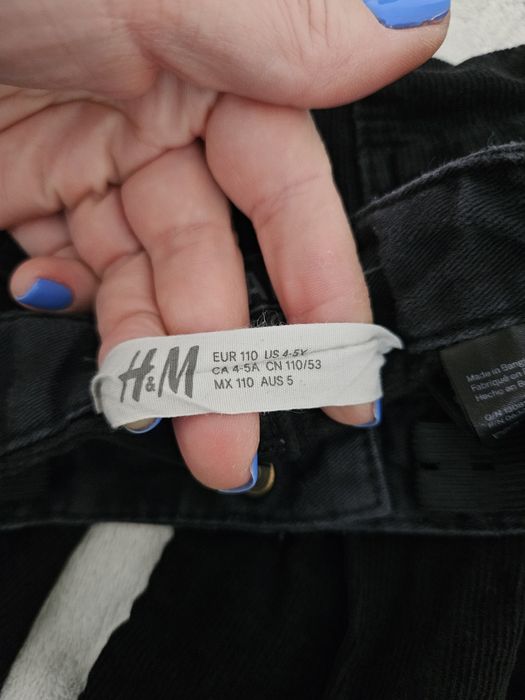 H&M
EUR 110 US 4-5Y
CA 4-5A CN 110/53
MX 110 AUS 5
Made in
Fabriqué en
Hecho en